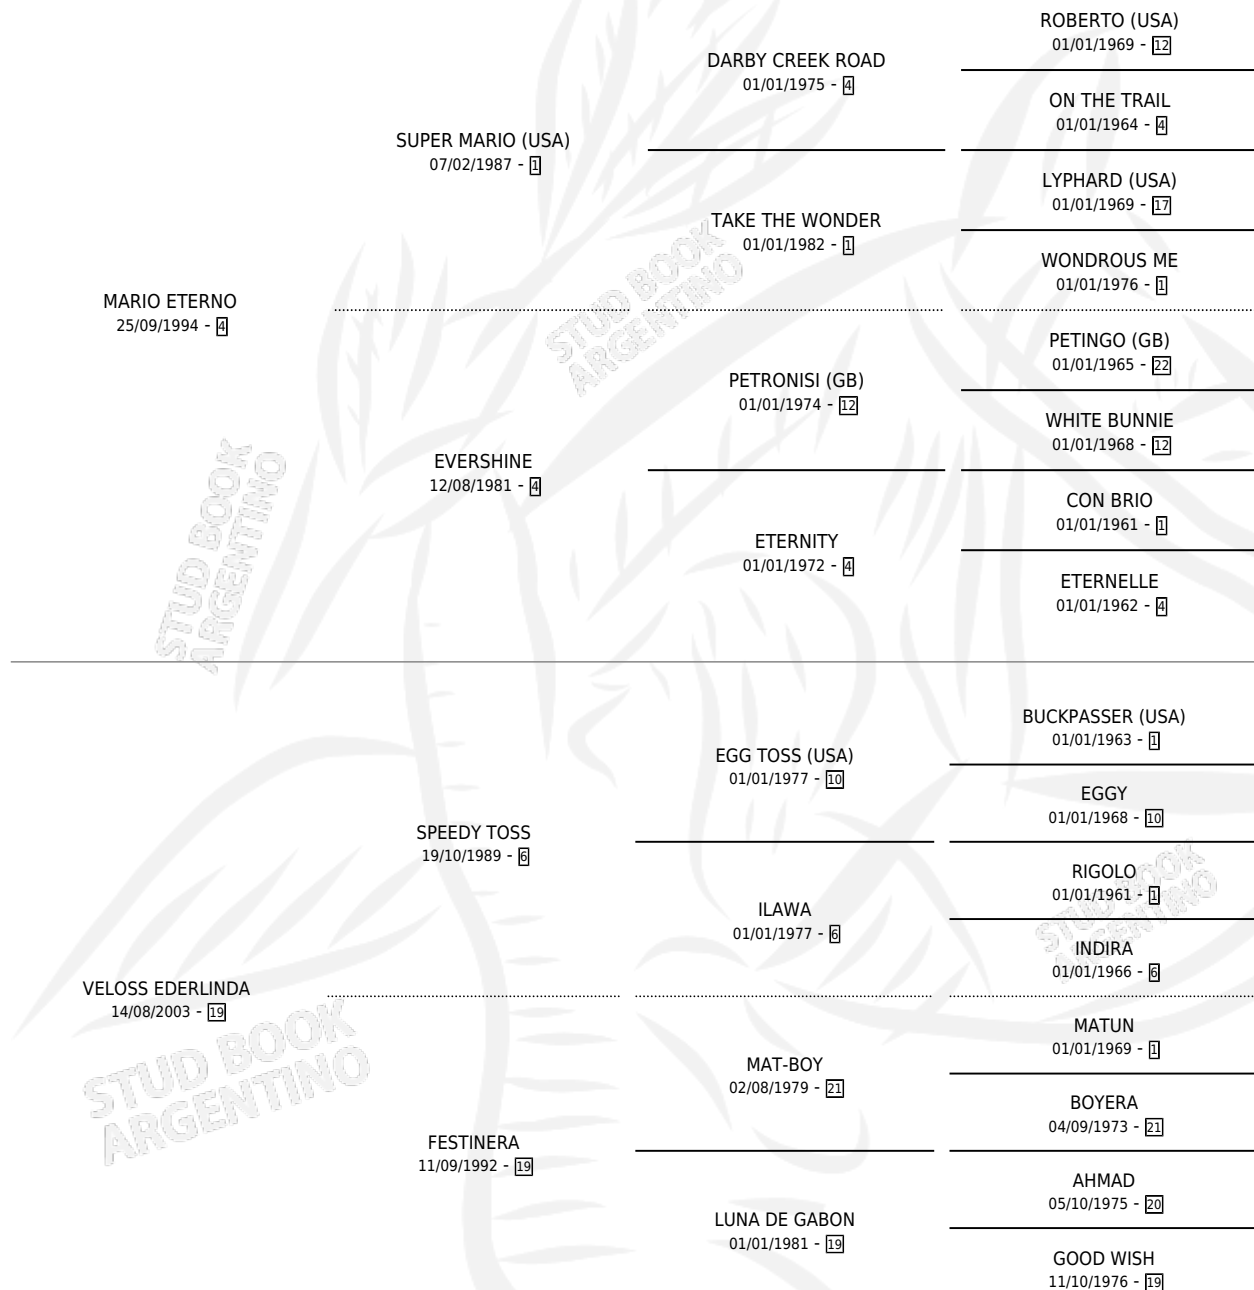 ROBERTO (USA)
01/01/1969 - 12
DARBY CREEK ROAD
01/01/1975 - 4
ON THE TRAIL
01/01/1964 - 4
SUPER MARIO (USA)
07/02/1987 - 1
LYPHARD (USA)
01/01/1969 - 17
TAKE THE WONDER
01/01/1982 - 1
WONDROUS ME
01/01/1976 - 1
MARIO ETERNO
25/09/1994 - 4
PETINGO (GB)
01/01/1965 - 22
PETRONISI (GB)
01/01/1974 - 12
WHITE BUNNIE
01/01/1968 - 12
EVERSHINE
12/08/1981 - 4
CON BRIO
01/01/1961 - 1
ETERNITY
01/01/1972 - 4
ETERNELLE
01/01/1962 - 4
BUCKPASSER (USA)
01/01/1963 - 1
EGG TOSS (USA)
01/01/1977 - 10
EGGY
01/01/1968 - 10
SPEEDY TOSS
19/10/1989 - 6
RIGOLO
01/01/1961 - 1
ILAWA
01/01/1977 - 6
INDIRA
01/01/1966 - 6
VELOSS EDERLINDA
14/08/2003 - 19
MATUN
01/01/1969 - 1
MAT-BOY
02/08/1979 - 21
BOYERA
04/09/1973 - 21
FESTINERA
11/09/1992 - 19
AHMAD
05/10/1975 - 20
LUNA DE GABON
01/01/1981 - 19
GOOD WISH
11/10/1976 - 19
STUD BOOK
ARGENTINO
STUD BOOK
ARGENTINO
STUD BOOK
ARGENTINO
STUD BOOK
ARGENTINO